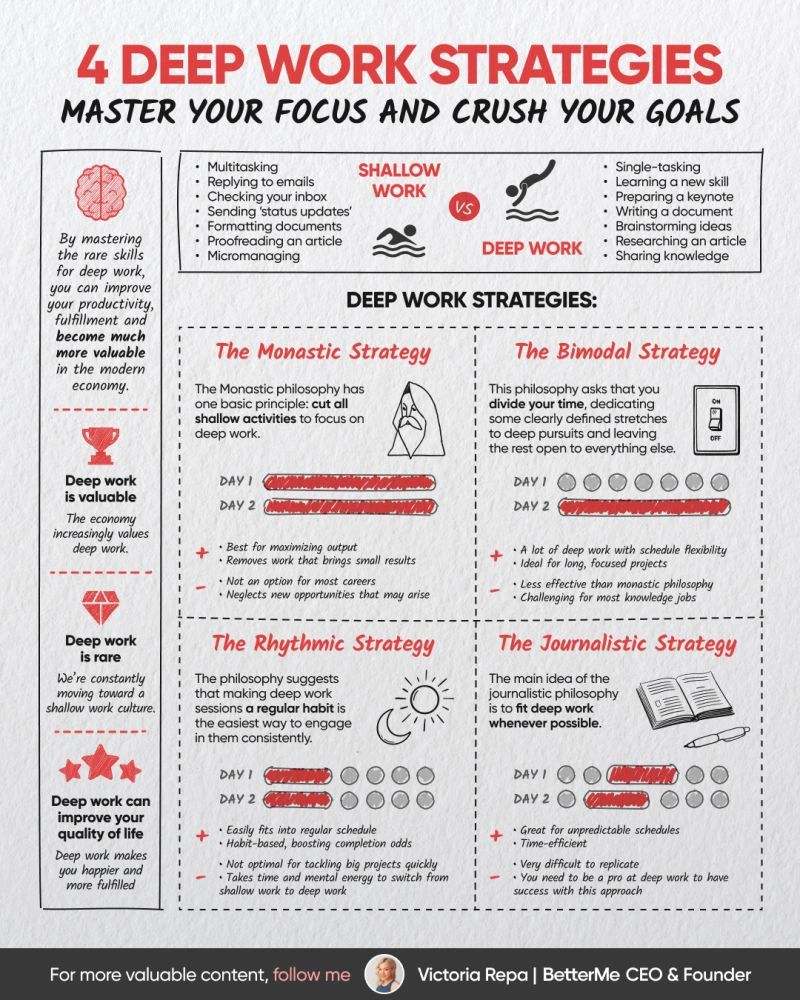 4 DEEP WORK STRATEGIES
MASTER YOUR FOCUS AND CRUSH YOUR GOALS
By mastering
the rare skills
for deep work,
you can improve
your productivity,
fulfillment and
become much
more valuable
in the modern
economy.
Deep work
is valuable
The economy
increasingly values
deep work.
Deep work
is rare
We're constantly
moving toward a
shallow work culture.
Deep work can
improve your
quality of life
Deep work makes
you happier and
more fulfilled
• Multitasking
• Replying to emails
• Checking your inbox
• Sending 'status updates'
• Formatting documents
• Proofreading an article
• Micromanaging
SHALLOW
WORK
VS
DEEP WORK
• Single-tasking
• Learning a new skill
• Preparing a keynote
• Writing a document
• Brainstorming ideas
• Researching an article
• Sharing knowledge
DEEP WORK STRATEGIES:
The Monastic Strategy
The Monastic philosophy has
one basic principle: cut all
shallow activities to focus on
deep work.
DAY 1
DAY 2
+ • Best for maximizing output
• Removes work that brings small results
- • Not an option for most careers
• Neglects new opportunities that may arise
The Bimodal Strategy
This philosophy asks that you
divide your time, dedicating
some clearly defined stretches
to deep pursuits and leaving
the rest open to everything else.
ON
OFF
DAY 1
DAY 2
+ • A lot of deep work with schedule flexibility
• Ideal for long, focused projects
- • Less effective than monastic philosophy
• Challenging for most knowledge jobs
The Rhythmic Strategy
The philosophy suggests
that making deep work
sessions a regular habit is
the easiest way to engage
in them consistently.
DAY 1
DAY 2
+ • Easily fits into regular schedule
• Habit-based, boosting completion odds
- • Not optimal for tackling big projects quickly
• Takes time and mental energy to switch from
shallow work to deep work
The Journalistic Strategy
The main idea of the
journalistic philosophy
is to fit deep work
whenever possible.
DAY 1
DAY 2
+ • Great for unpredictable schedules
• Time-efficient
- • Very difficult to replicate
• You need to be a pro at deep work to have
success with this approach
For more valuable content, follow me
Victoria Repa | BetterMe CEO & Founder